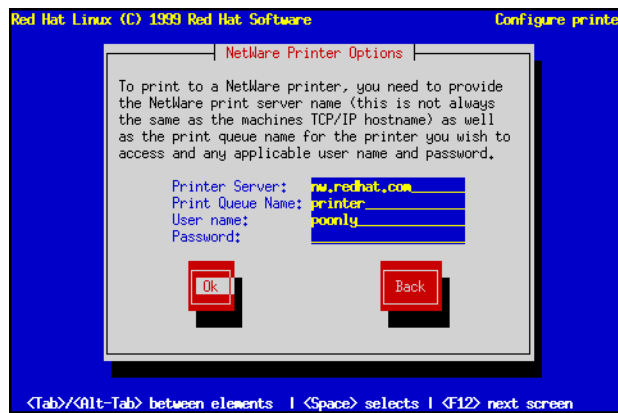 Red Hat Linux (C) 1999 Red Hat Software Configure printe
NetWare Printer Options
To print to a NetWare printer, you need to provide
the NetWare print server name (this is not always
the same as the machines TCP/IP hostname) as well
as the print queue name for the printer you wish to
access and any applicable user name and password.
Printer Server: nw.redhat.com
Print Queue Name: printer
User name: poonly
Password:
Ok Back
<Tab>/<Alt-Tab> between elements | <Space> selects | <F12> next screen